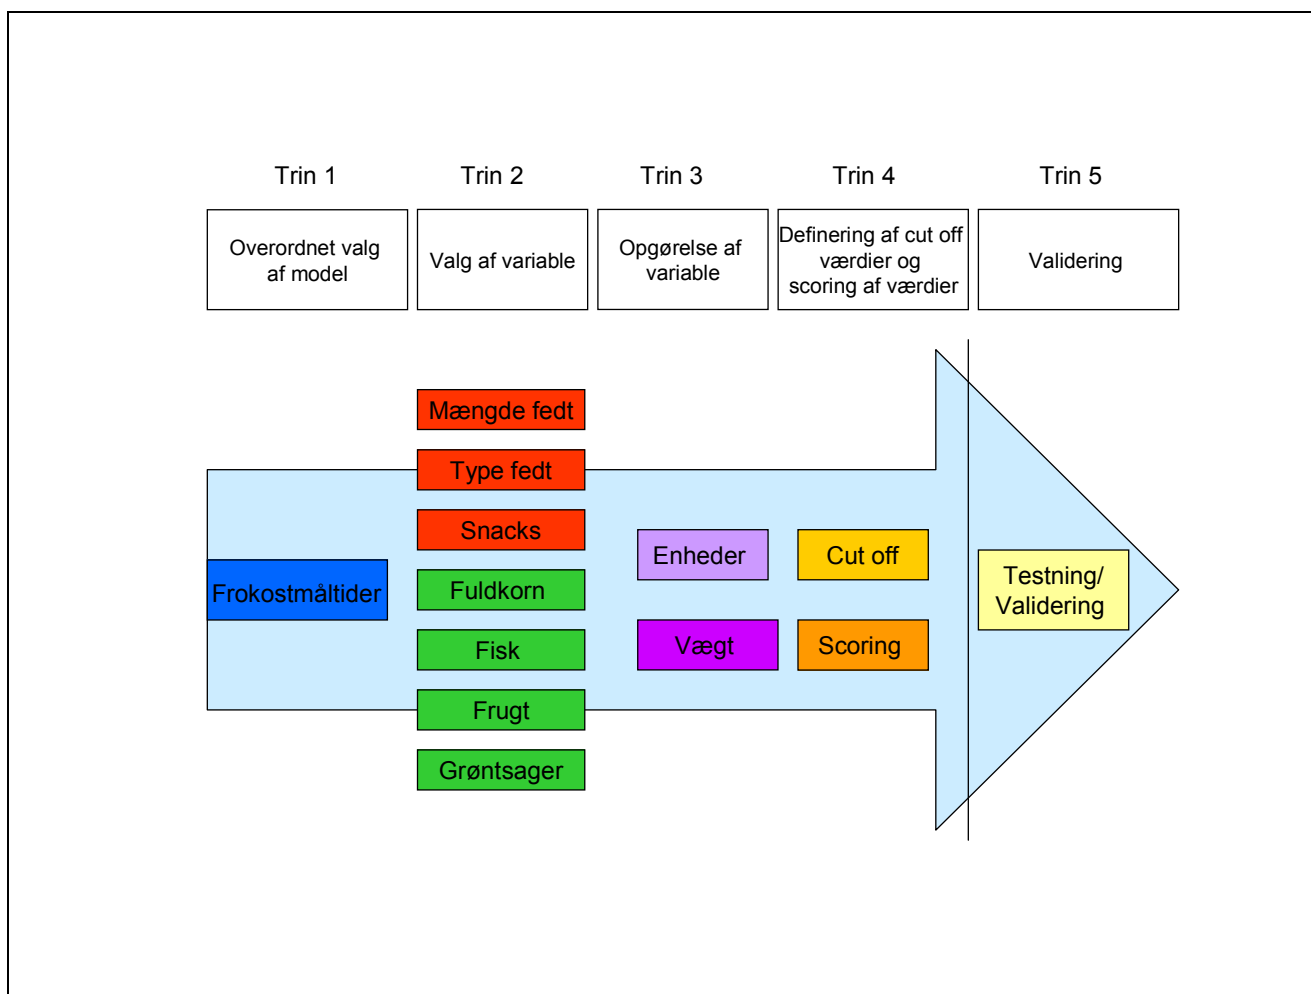 Trin 1
Trin 2
Trin 3
Trin 4
Trin 5
Overordnet valg
af model
Valg af variable
Opgørelse af
variable
Definering af cut off
værdier og
scoring af værdier
Validering
Frokostmåltider
Mængde fedt
Type fedt
Snacks
Fuldkorn
Fisk
Frugt
Grøntsager
Enheder
Vægt
Cut off
Scoring
Testning/
Validering